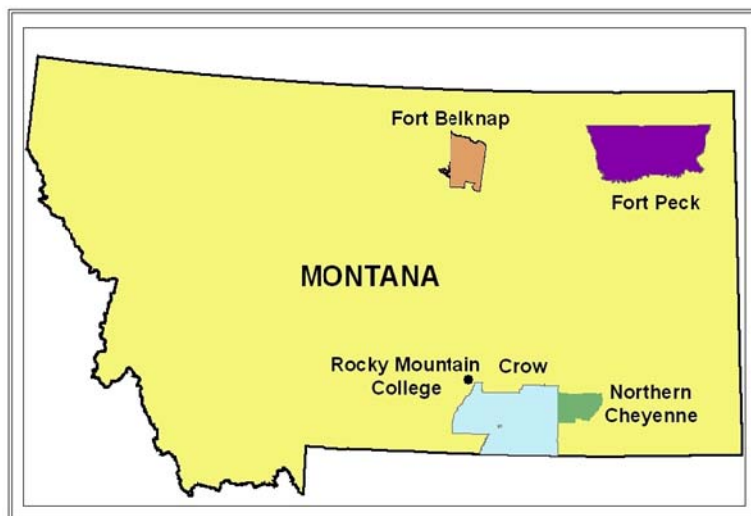 Fort Belknap
Fort Peck
MONTANA
Rocky Mountain
College
Crow
Northern
Cheyenne